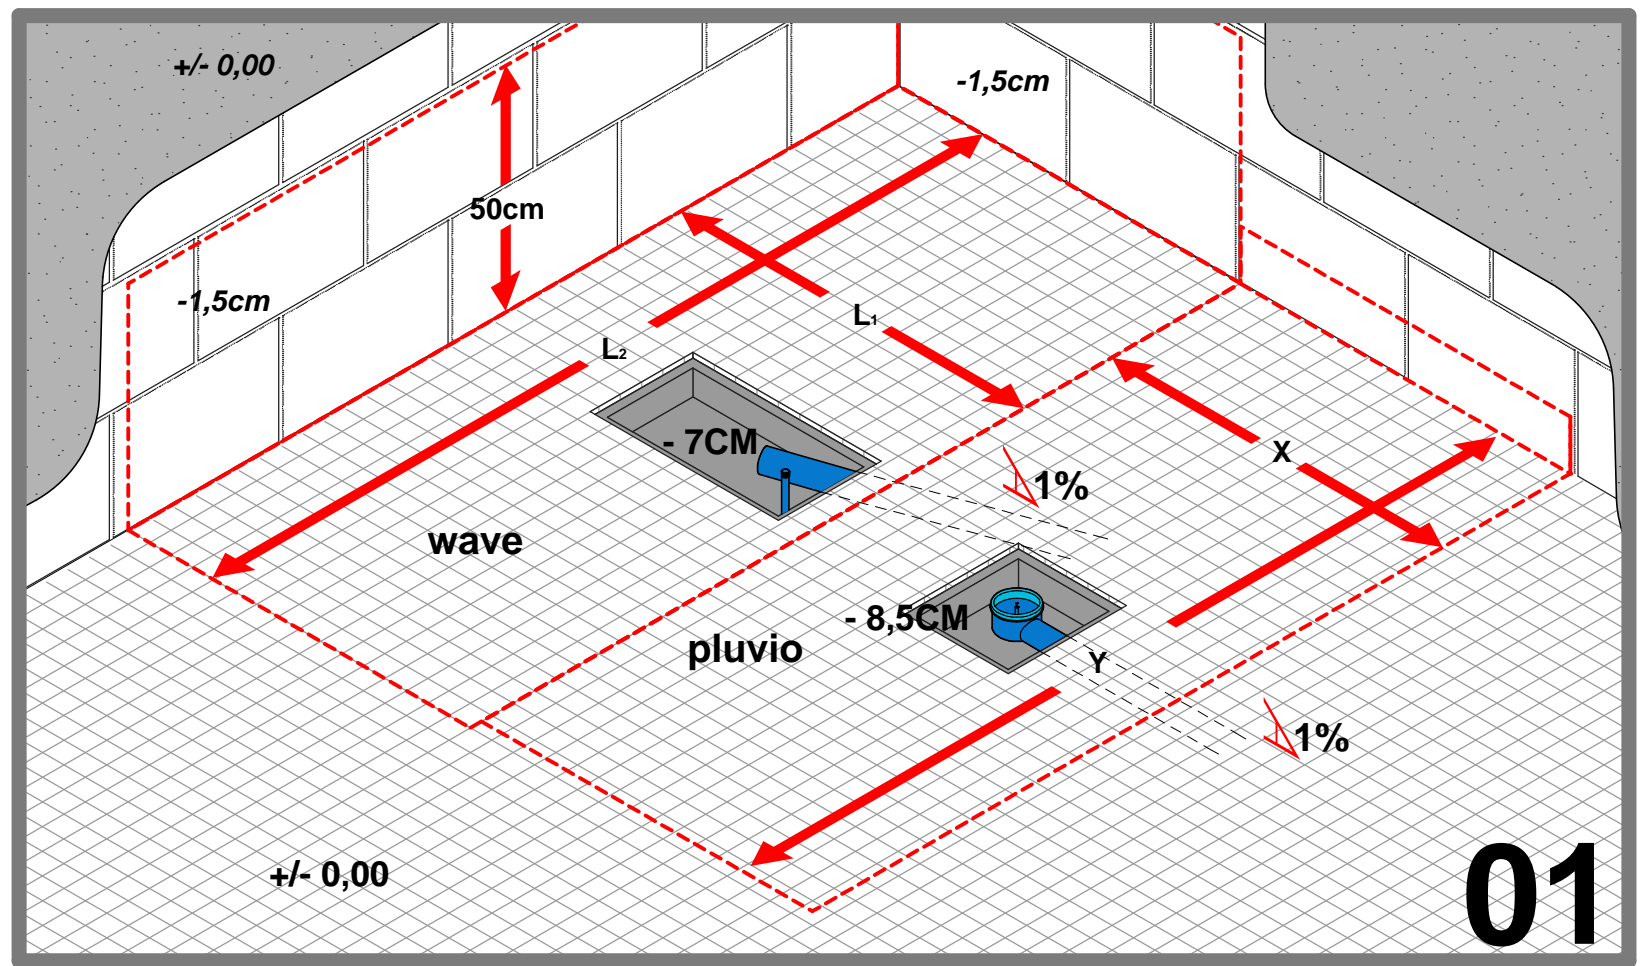 +/- 0,00
-1,5cm
50cm
-1,5cm
L1
L2
- 7CM
X
1%
wave
- 8,5CM
pluvio
Y
1%
+/- 0,00
01